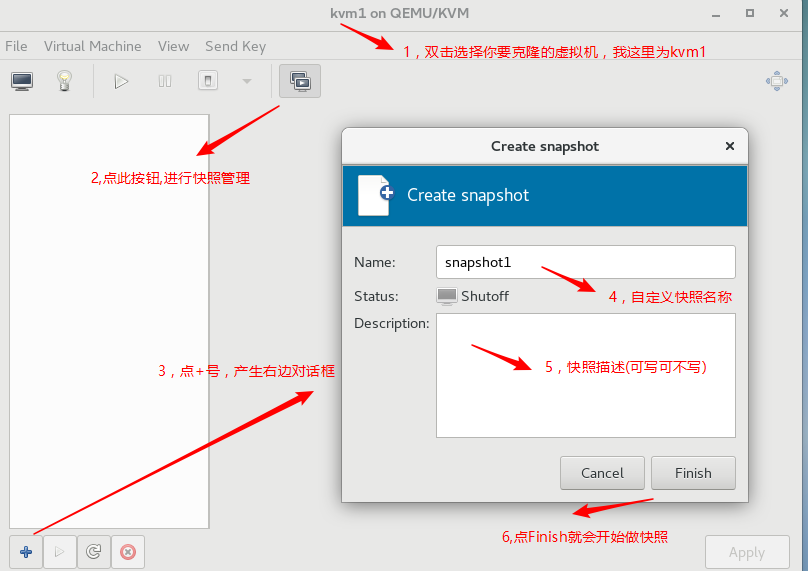 kvm1 on QEMU/KVM
File Virtual Machine View Send Key
1，双击选择你要克隆的虚拟机，我这里为kvm1
2,点此按钮,进行快照管理
Create snapshot
Create snapshot
Name: snapshot1
Status: Shutoff
4，自定义快照名称
Description:
5，快照描述(可写可不写)
3，点+号，产生右边对话框
Cancel Finish
6,点Finish就会开始做快照
Apply